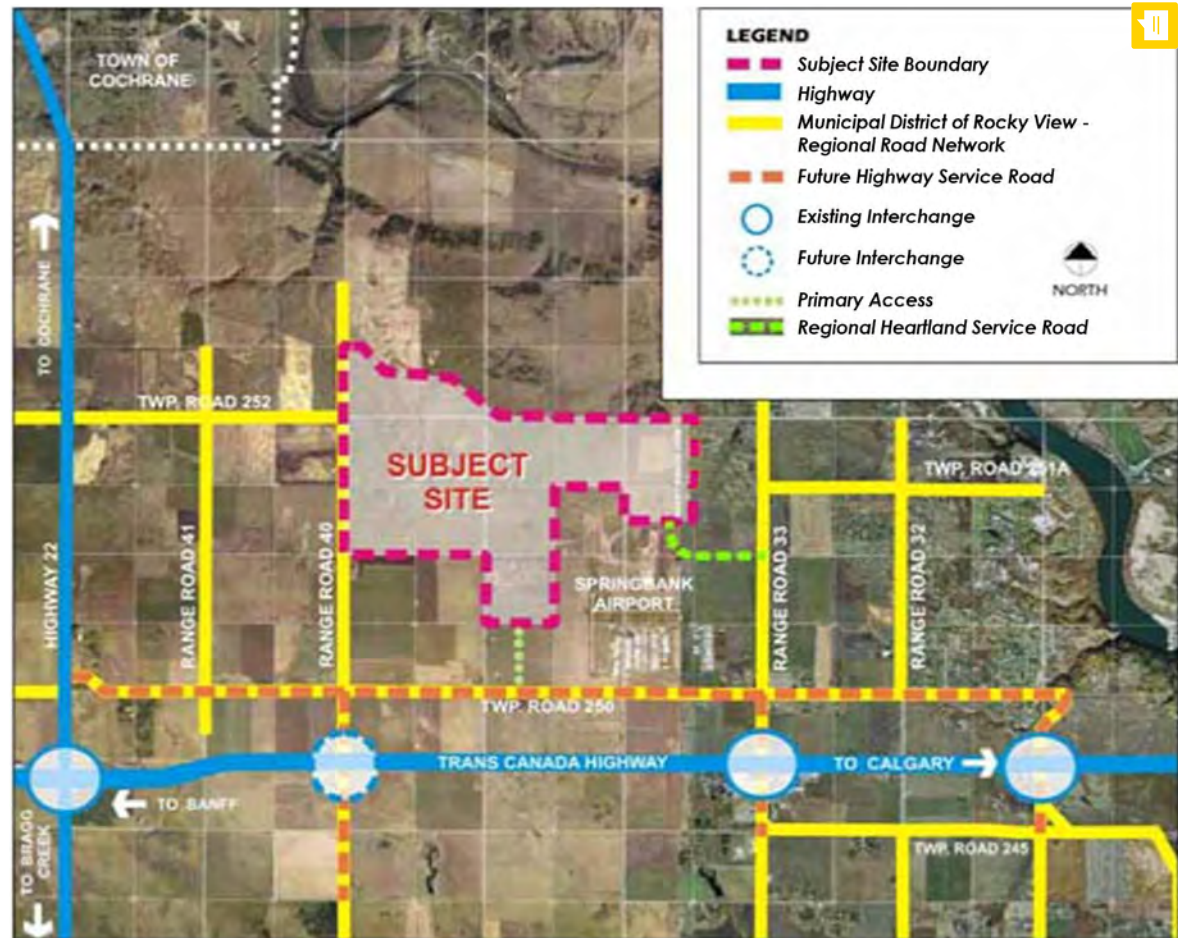 TOWN OF
COCHRANE
LEGEND
Subject Site Boundary
Highway
Municipal District of Rocky View -
Regional Road Network
Future Highway Service Road
Existing Interchange
Future Interchange
Primary Access
Regional Heartland Service Road
NORTH
TO COCHRANE
TWP. ROAD 252
SUBJECT
SITE
TWP. ROAD 251A
HIGHWAY 22
RANGE ROAD 41
RANGE ROAD 40
RANGE ROAD 33
RANGE ROAD 32
SPRINGBANK
AIRPORT
TWP. ROAD 250
TRANS CANADA HIGHWAY
TO CALGARY
TO BANFF
TO BRAGG
CREEK
TWP. ROAD 245